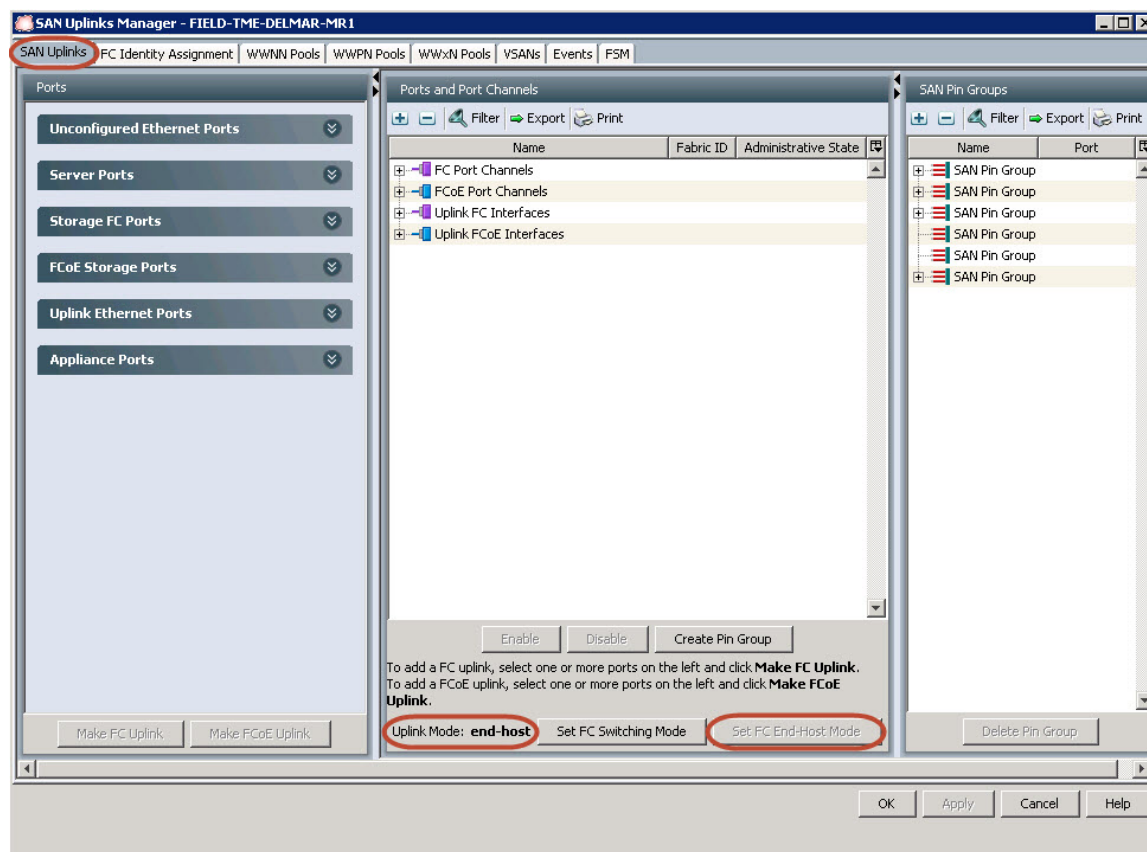 SAN Uplinks Manager - FIELD-TME-DELMAR-MR1
SAN Uplinks FC Identity Assignment WWNN Pools WWPN Pools WWxN Pools VSANs Events FSM
Ports
Unconfigured Ethernet Ports
Server Ports
Storage FC Ports
FCoE Storage Ports
Uplink Ethernet Ports
Appliance Ports
Make FC Uplink Make FCoE Uplink
Ports and Port Channels
Filter Export Print
Name Fabric ID Administrative State
FC Port Channels
FCoE Port Channels
Uplink FC Interfaces
Uplink FCoE Interfaces
Enable Disable Create Pin Group
To add a FC uplink, select one or more ports on the left and click Make FC Uplink.
To add a FCoE uplink, select one or more ports on the left and click Make FCoE
Uplink.
Uplink Mode: end-host Set FC Switching Mode Set FC End-Host Mode
SAN Pin Groups
Filter Export Print
Name Port
SAN Pin Group
SAN Pin Group
SAN Pin Group
SAN Pin Group
SAN Pin Group
SAN Pin Group
Delete Pin Group
OK Apply Cancel Help